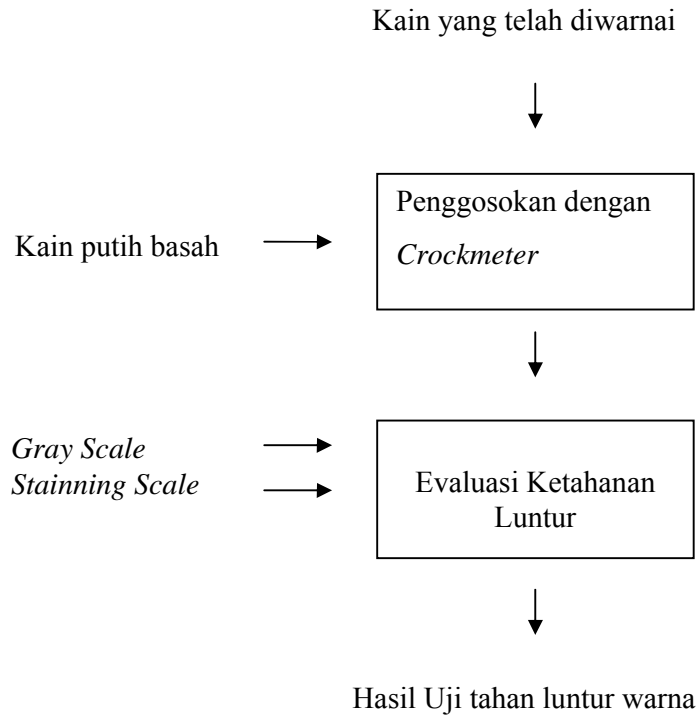 Kain yang telah diwarnai
Penggosokan dengan
Crockmeter
Kain putih basah
Gray Scale
Stainning Scale
Evaluasi Ketahanan
Luntur
Hasil Uji tahan luntur warna